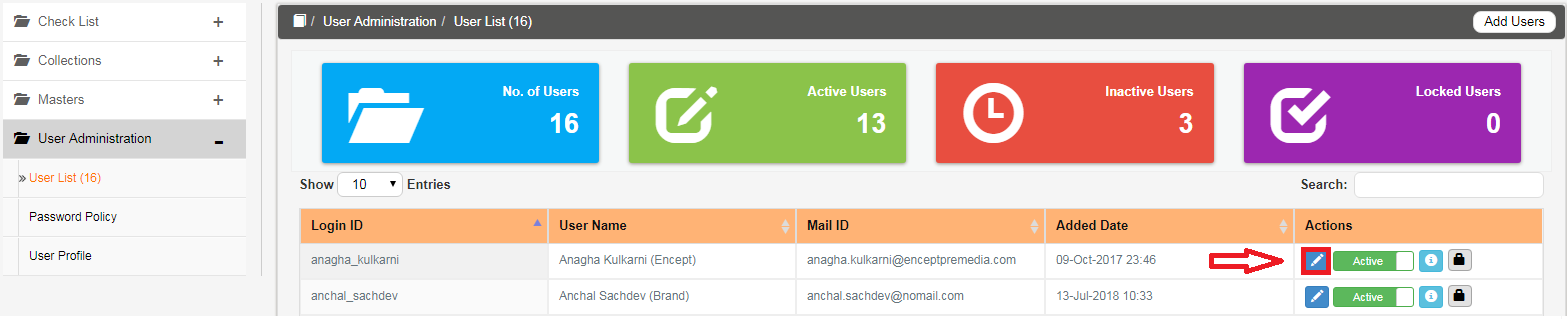 Check List +
Collections +
Masters +
User Administration -
» User List (16)
Password Policy
User Profile
/ User Administration / User List (16)
Add Users
No. of Users
16
Active Users
13
Inactive Users
3
Locked Users
0
Show 10 Entries
Search:
Login ID User Name Mail ID Added Date Actions
anagha_kulkarni Anagha Kulkarni (Encept) anagha.kulkarni@enceptpremedia.com 09-Oct-2017 23:46 Active
anchal_sachdev Anchal Sachdev (Brand) anchal.sachdev@nomail.com 13-Jul-2018 10:33 Active